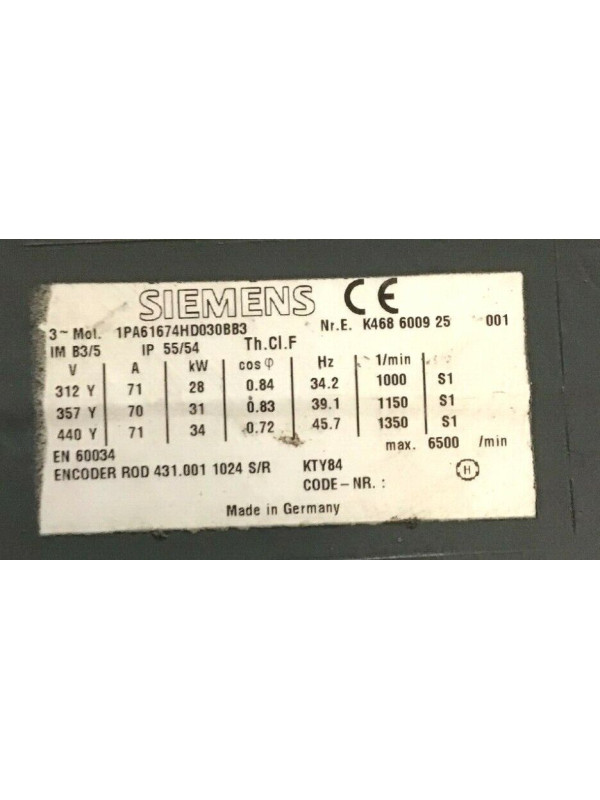 SIEMENS CE
3~ Mot. 1PA61674HD030BB3 Nr.E. K468 6009 25 001
IM B3/5 IP 55/54 Th.Cl.F
V A kW cos φ Hz 1/min
312 Y 71 28 0.84 34.2 1000 S1
357 Y 70 31 0.83 39.1 1150 S1
440 Y 71 34 0.72 45.7 1350 S1
max. 6500 /min
EN 60034
ENCODER ROD 431.001 1024 S/R KTY84
CODE-NR. : H
Made in Germany